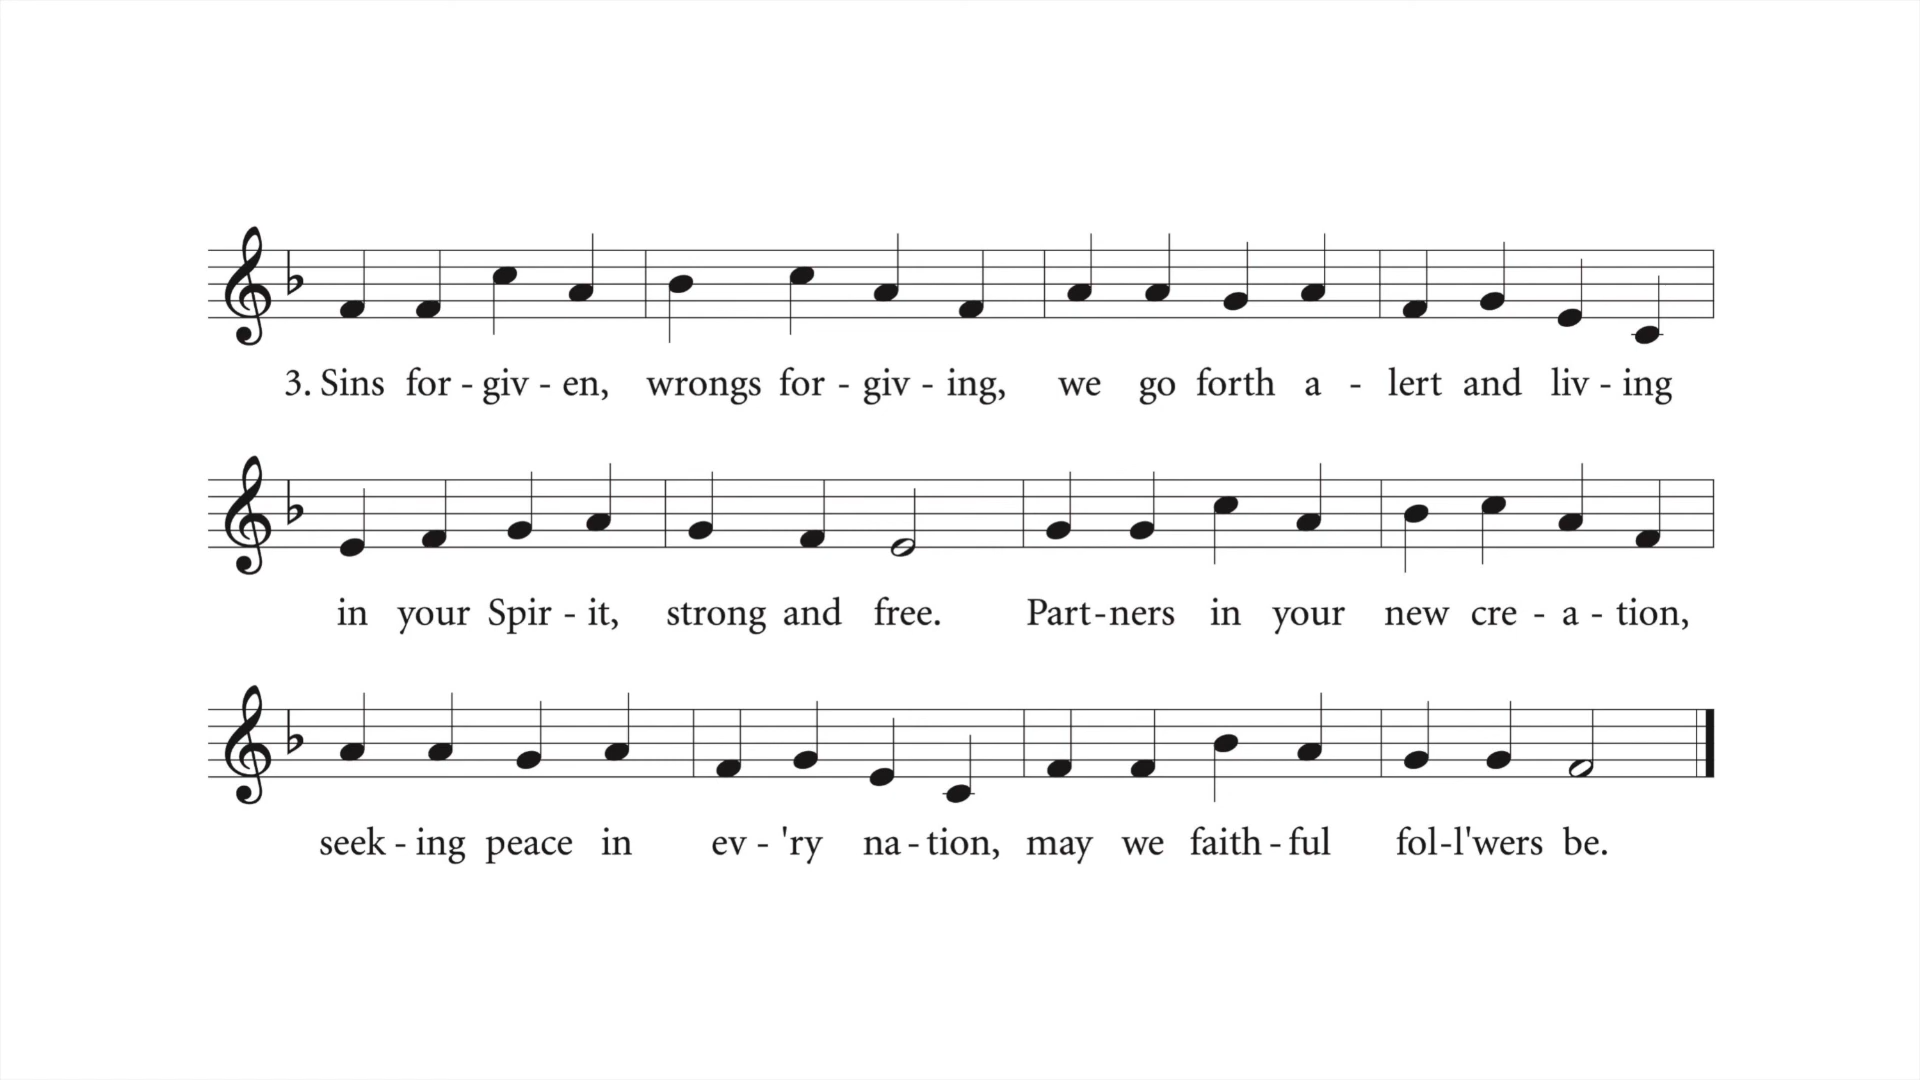 3. Sins for - giv - en, wrongs for - giv - ing, we go forth a - lert and liv - ing
in your Spir - it, strong and free. Part - ners in your new cre - a - tion,
seek - ing peace in ev - 'ry na - tion, may we faith - ful fol - l'wers be.